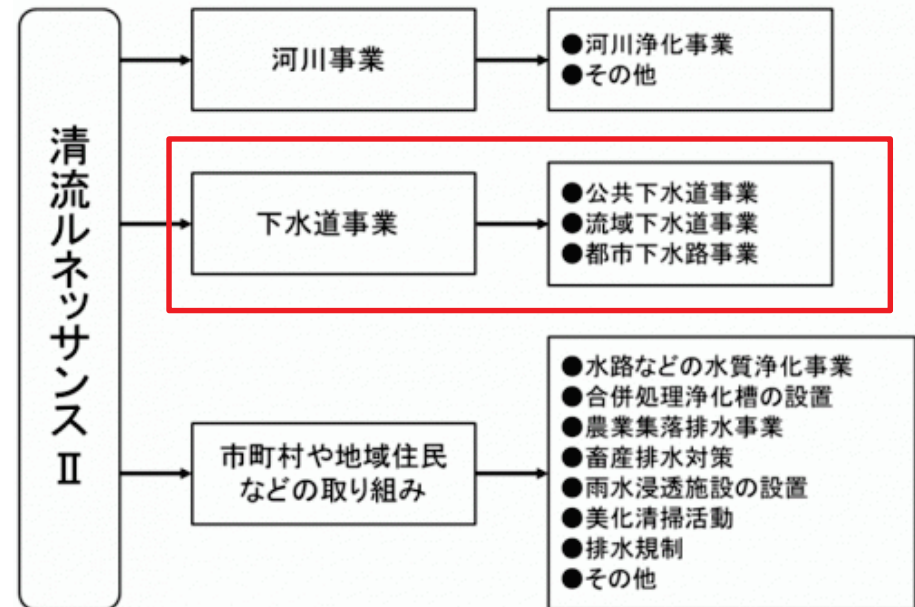 清流ルネッサンスⅡ
河川事業
●河川浄化事業
●その他
下水道事業
●公共下水道事業
●流域下水道事業
●都市下水路事業
市町村や地域住民
などの取り組み
●水路などの水質浄化事業
●合併処理浄化槽の設置
●農業集落排水事業
●畜産排水対策
●雨水浸透施設の設置
●美化清掃活動
●排水規制
●その他